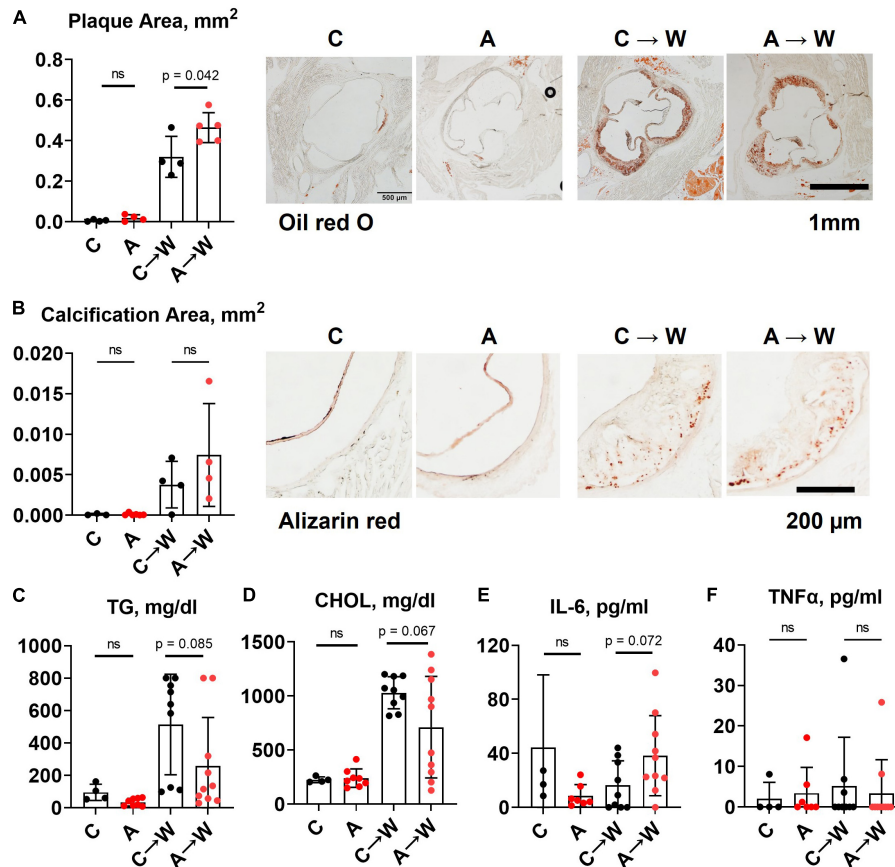 A
Plaque Area, mm²
ns
p = 0.042
0.8
0.6
0.4
0.2
0.0
C
A
C→W
A→W
C
A
C → W
A → W
500 µm
Oil red O
1mm
B
Calcification Area, mm²
ns
ns
0.020
0.015
0.010
0.005
0.000
C
A
C→W
A→W
C
A
C → W
A → W
Alizarin red
200 µm
C
TG, mg/dl
ns
p = 0.085
1000
800
600
400
200
0
C
A
C→W
A→W
D
CHOL, mg/dl
ns
p = 0.067
1500
1000
500
0
C
A
C→W
A→W
E
IL-6, pg/ml
ns
p = 0.072
120
80
40
0
C
A
C→W
A→W
F
TNFα, pg/ml
ns
ns
40
30
20
10
0
C
A
C→W
A→W